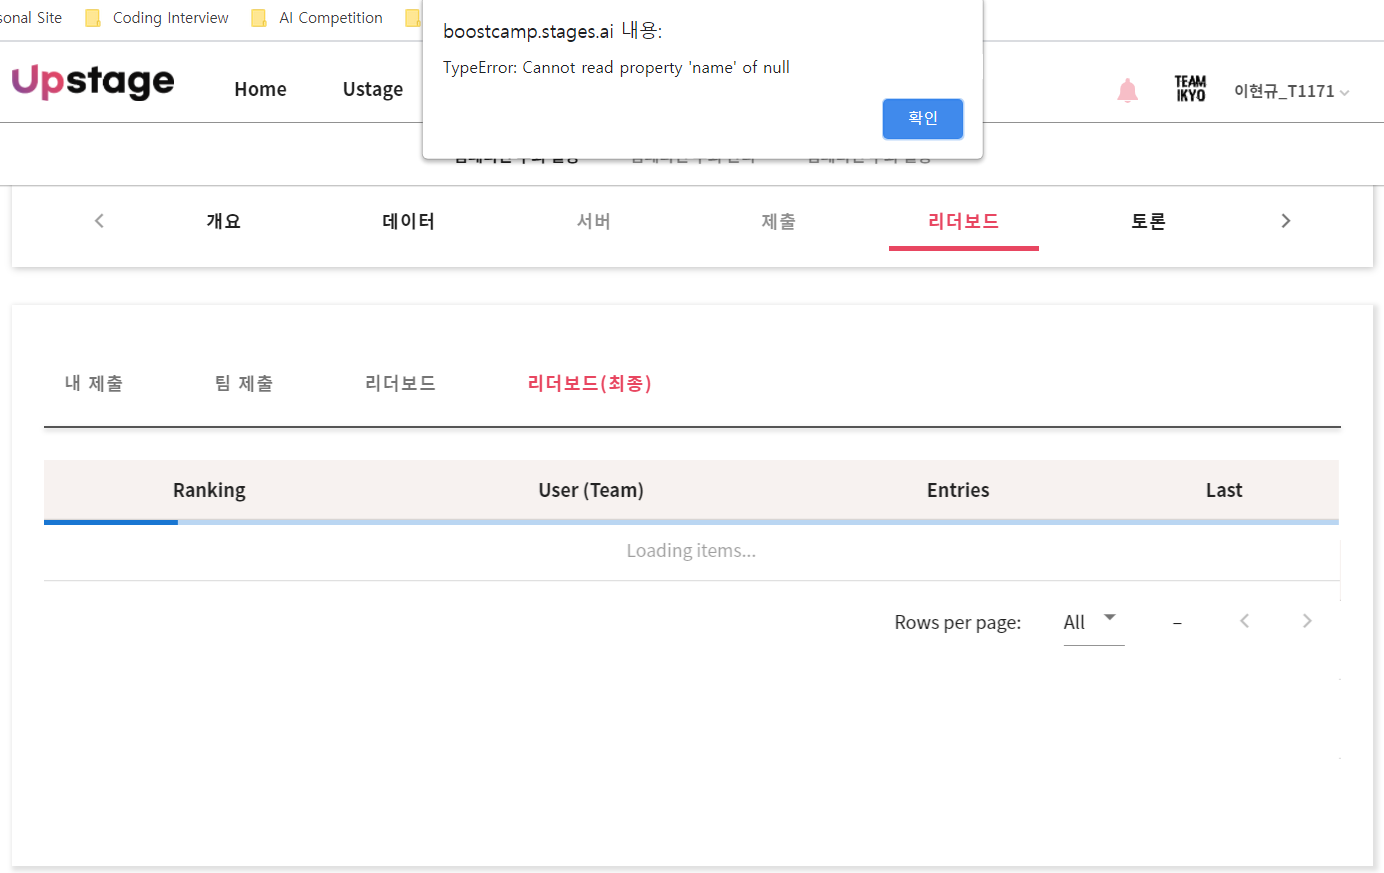 sonal Site Coding Interview AI Competition
boostcamp.stages.ai 내용:
TypeError: Cannot read property 'name' of null
확인
Upstage Home Ustage TEAM IKYO 이현규_T1171
개요 데이터 서버 제출 리더보드 토론
내 제출 팀 제출 리더보드 리더보드(최종)
Ranking User (Team) Entries Last
Loading items...
Rows per page: All –